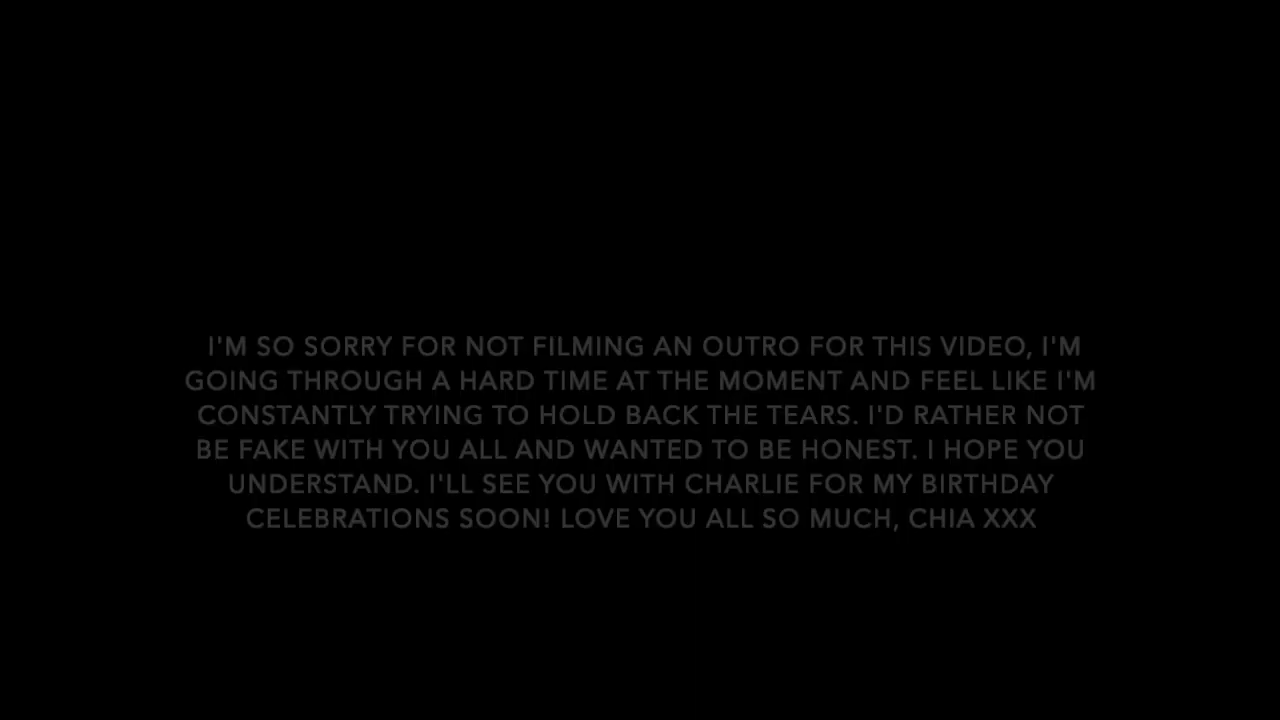 I'M SO SORRY FOR NOT FILMING AN OUTRO FOR THIS VIDEO, I'M
GOING THROUGH A HARD TIME AT THE MOMENT AND FEEL LIKE I'M
CONSTANTLY TRYING TO HOLD BACK THE TEARS. I'D RATHER NOT
BE FAKE WITH YOU ALL AND WANTED TO BE HONEST. I HOPE YOU
UNDERSTAND. I'LL SEE YOU WITH CHARLIE FOR MY BIRTHDAY
CELEBRATIONS SOON! LOVE YOU ALL SO MUCH, CHIA XXX